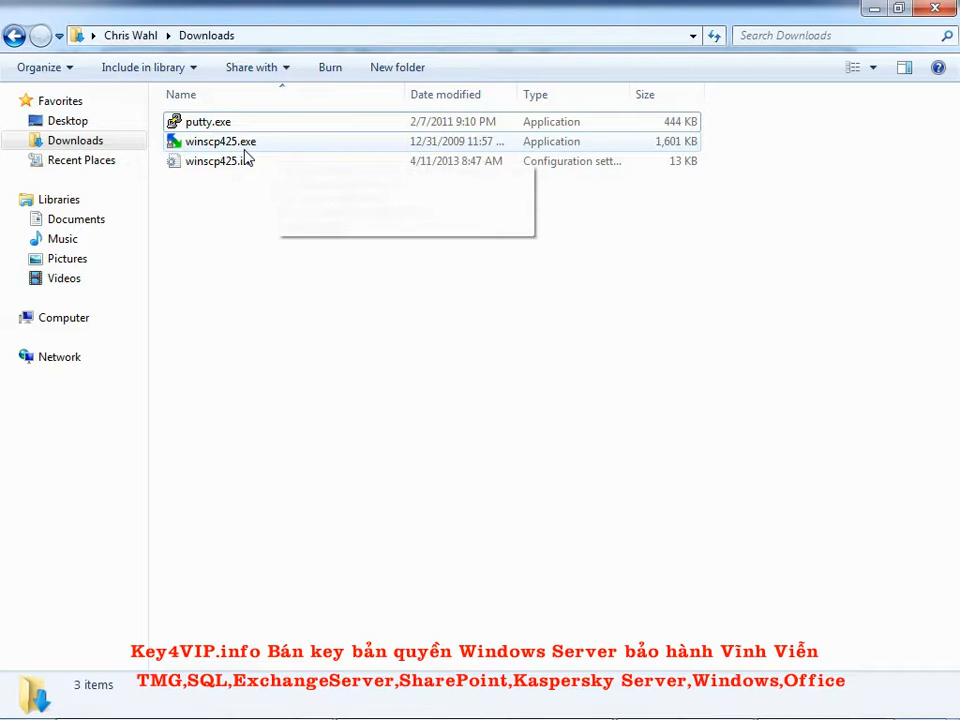 Chris Wahl Downloads
Search Downloads
Organize Include in library Share with Burn New folder
Name Date modified Type Size
Favorites
Desktop
Downloads
Recent Places
Libraries
Documents
Music
Pictures
Videos
Computer
Network
putty.exe 2/7/2011 9:10 PM Application 444 KB
winscp425.exe 12/31/2009 11:57 ... Application 1,601 KB
4/11/2013 8:47 AM Configuration sett... 13 KB
Key4VIP.info Bán key bản quyền Windows Server bảo hành Vĩnh Viễn
TMG,SQL,ExchangeServer,SharePoint,Kaspersky Server,Windows,Office
3 items